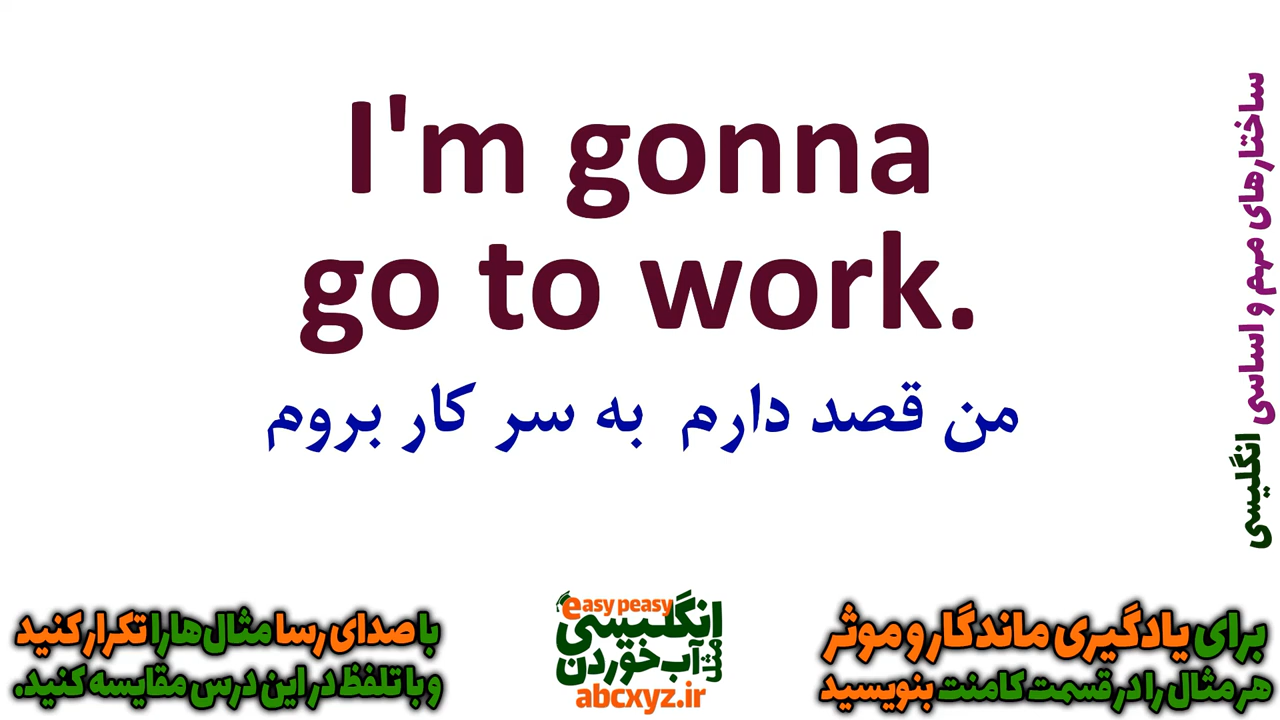 I'm gonna
go to work.
من قصد دارم به سر کار بروم
ساختارهای مهم و اساسی انگلیسی
برای یادگیری ماندگار و موثر
هر مثال را در قسمت کامنت بنویسید
easy peasy
انگلیسی
مثل
آب خوردن
abcxyz.ir
با صدای رسا مثال‌ها را تکرار کنید
و با تلفظ در این درس مقایسه کنید.